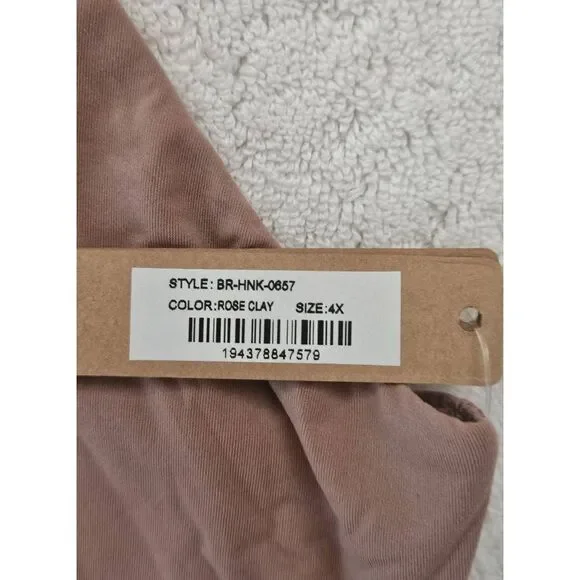 STYLE: BR-HNK-0657
COLOR:ROSE CLAY SIZE:4X
194378847579